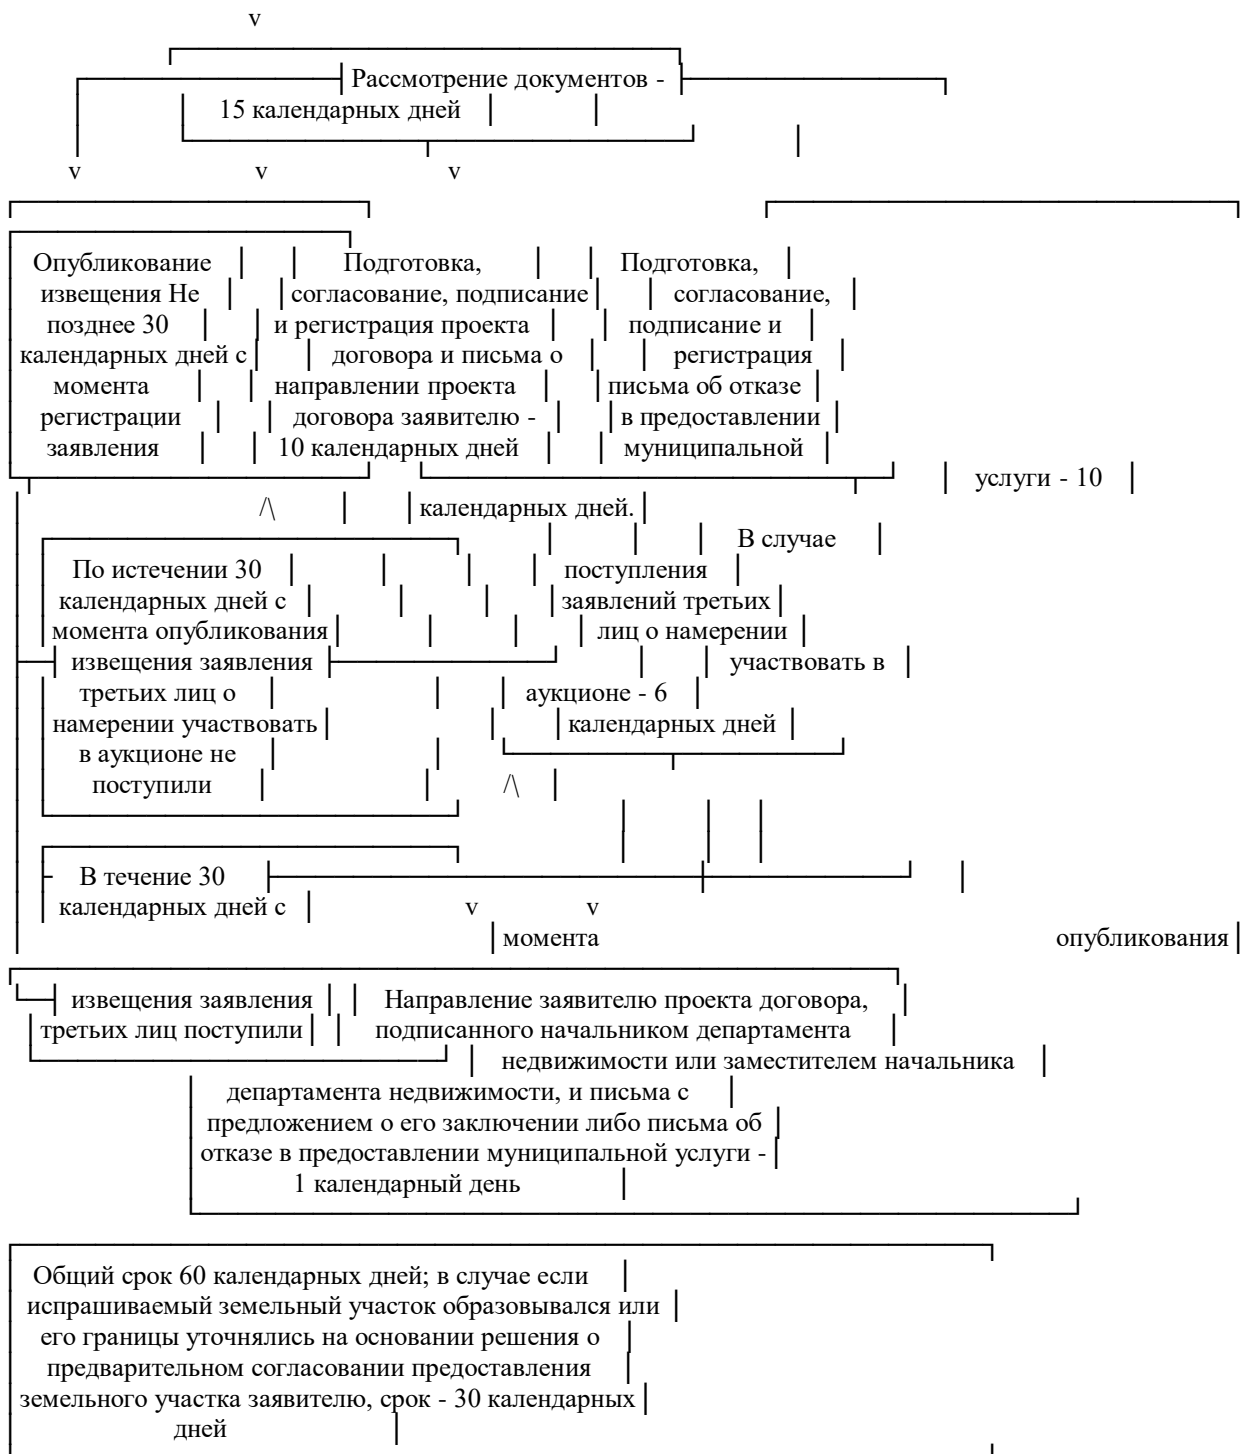 v
Рассмотрение документов -
15 календарных дней
v v v
Опубликование Подготовка, Подготовка,
извещения Не согласование, подписание согласование,
позднее 30 и регистрация проекта подписание и
календарных дней с договора и письма о регистрация
момента направлении проекта письма об отказе
регистрации договора заявителю - в предоставлении
заявления 10 календарных дней муниципальной
услуги - 10
/\ календарных дней.
В случае
По истечении 30 поступления
календарных дней с заявлений третьих
момента опубликования лиц о намерении
извещения заявления участвовать в
третьих лиц о аукционе - 6
намерении участвовать календарных дней
в аукционе не
поступили /\
В течение 30
календарных дней с v v
момента опубликования
извещения заявления Направление заявителю проекта договора,
третьих лиц поступили подписанного начальником департамента
недвижимости или заместителем начальника
департамента недвижимости, и письма с
предложением о его заключении либо письма об
отказе в предоставлении муниципальной услуги -
1 календарный день
Общий срок 60 календарных дней; в случае если
испрашиваемый земельный участок образовывался или
его границы уточнялись на основании решения о
предварительном согласовании предоставления
земельного участка заявителю, срок - 30 календарных
дней